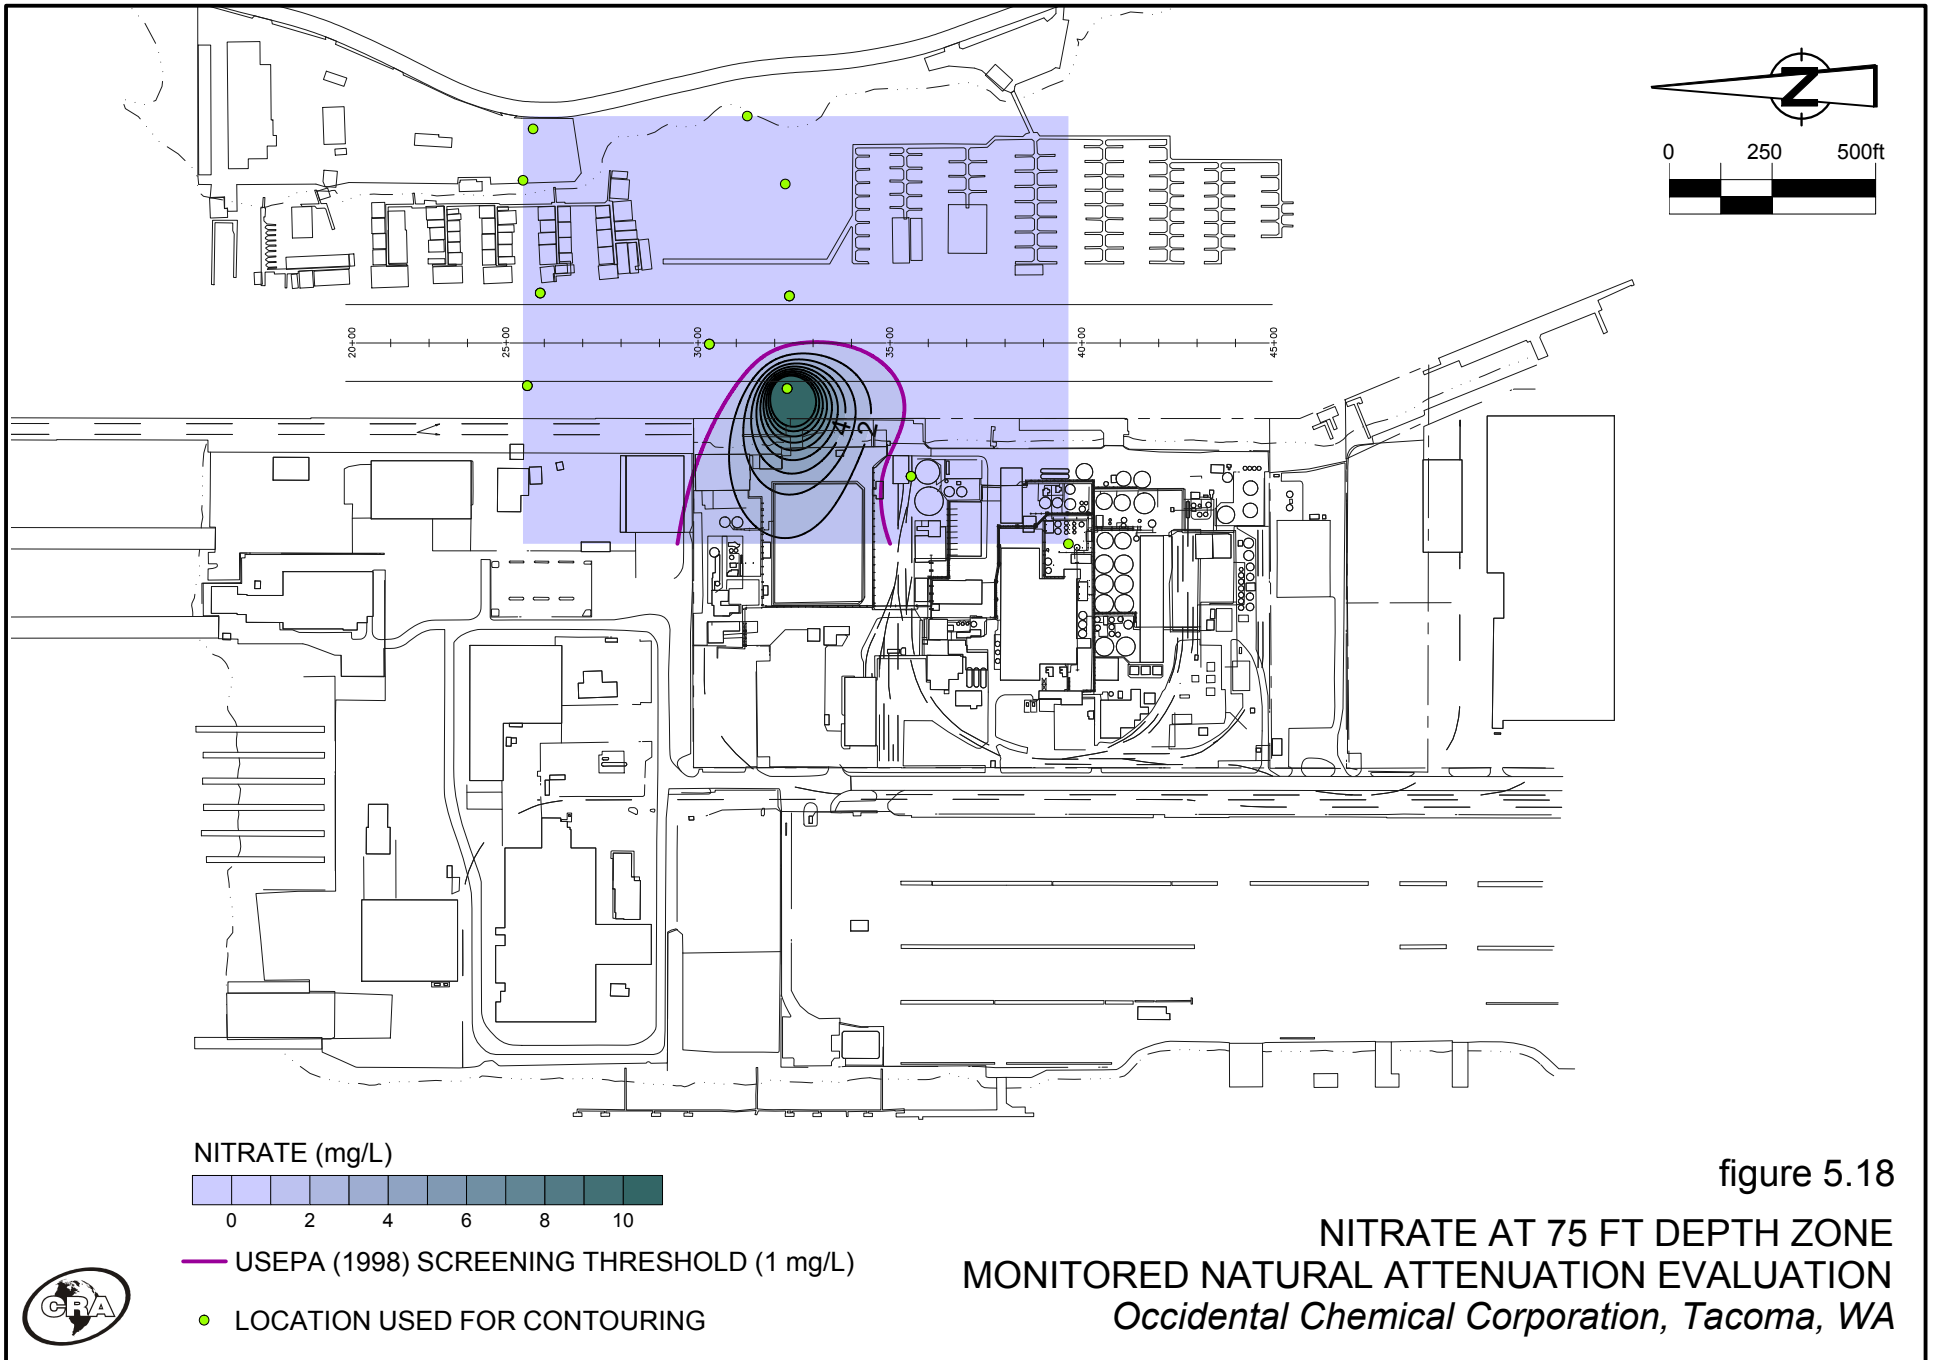 N
0 250 500ft
20+00 25+00 30+00 35+00 40+00 45+00
4 2
NITRATE (mg/L)
0 2 4 6 8 10
USEPA (1998) SCREENING THRESHOLD (1 mg/L)
LOCATION USED FOR CONTOURING
CRA
figure 5.18
NITRATE AT 75 FT DEPTH ZONE
MONITORED NATURAL ATTENUATION EVALUATION
Occidental Chemical Corporation, Tacoma, WA